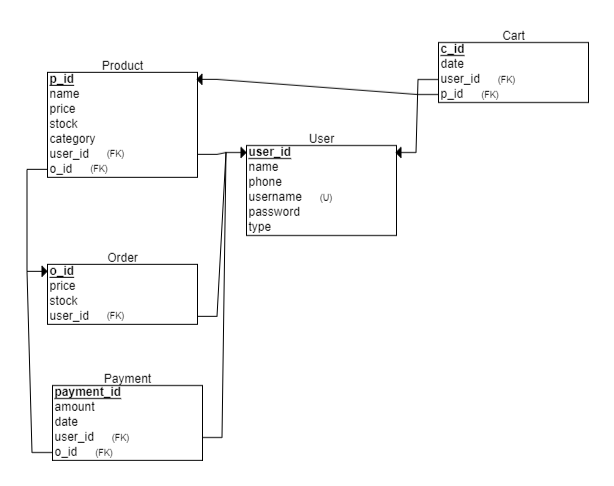 Cart
c_id
date
user_id (FK)
p_id (FK)
Product
p_id
name
price
stock
category
user_id (FK)
o_id (FK)
User
user_id
name
phone
username (U)
password
type
Order
o_id
price
stock
user_id (FK)
Payment
payment_id
amount
date
user_id (FK)
o_id (FK)